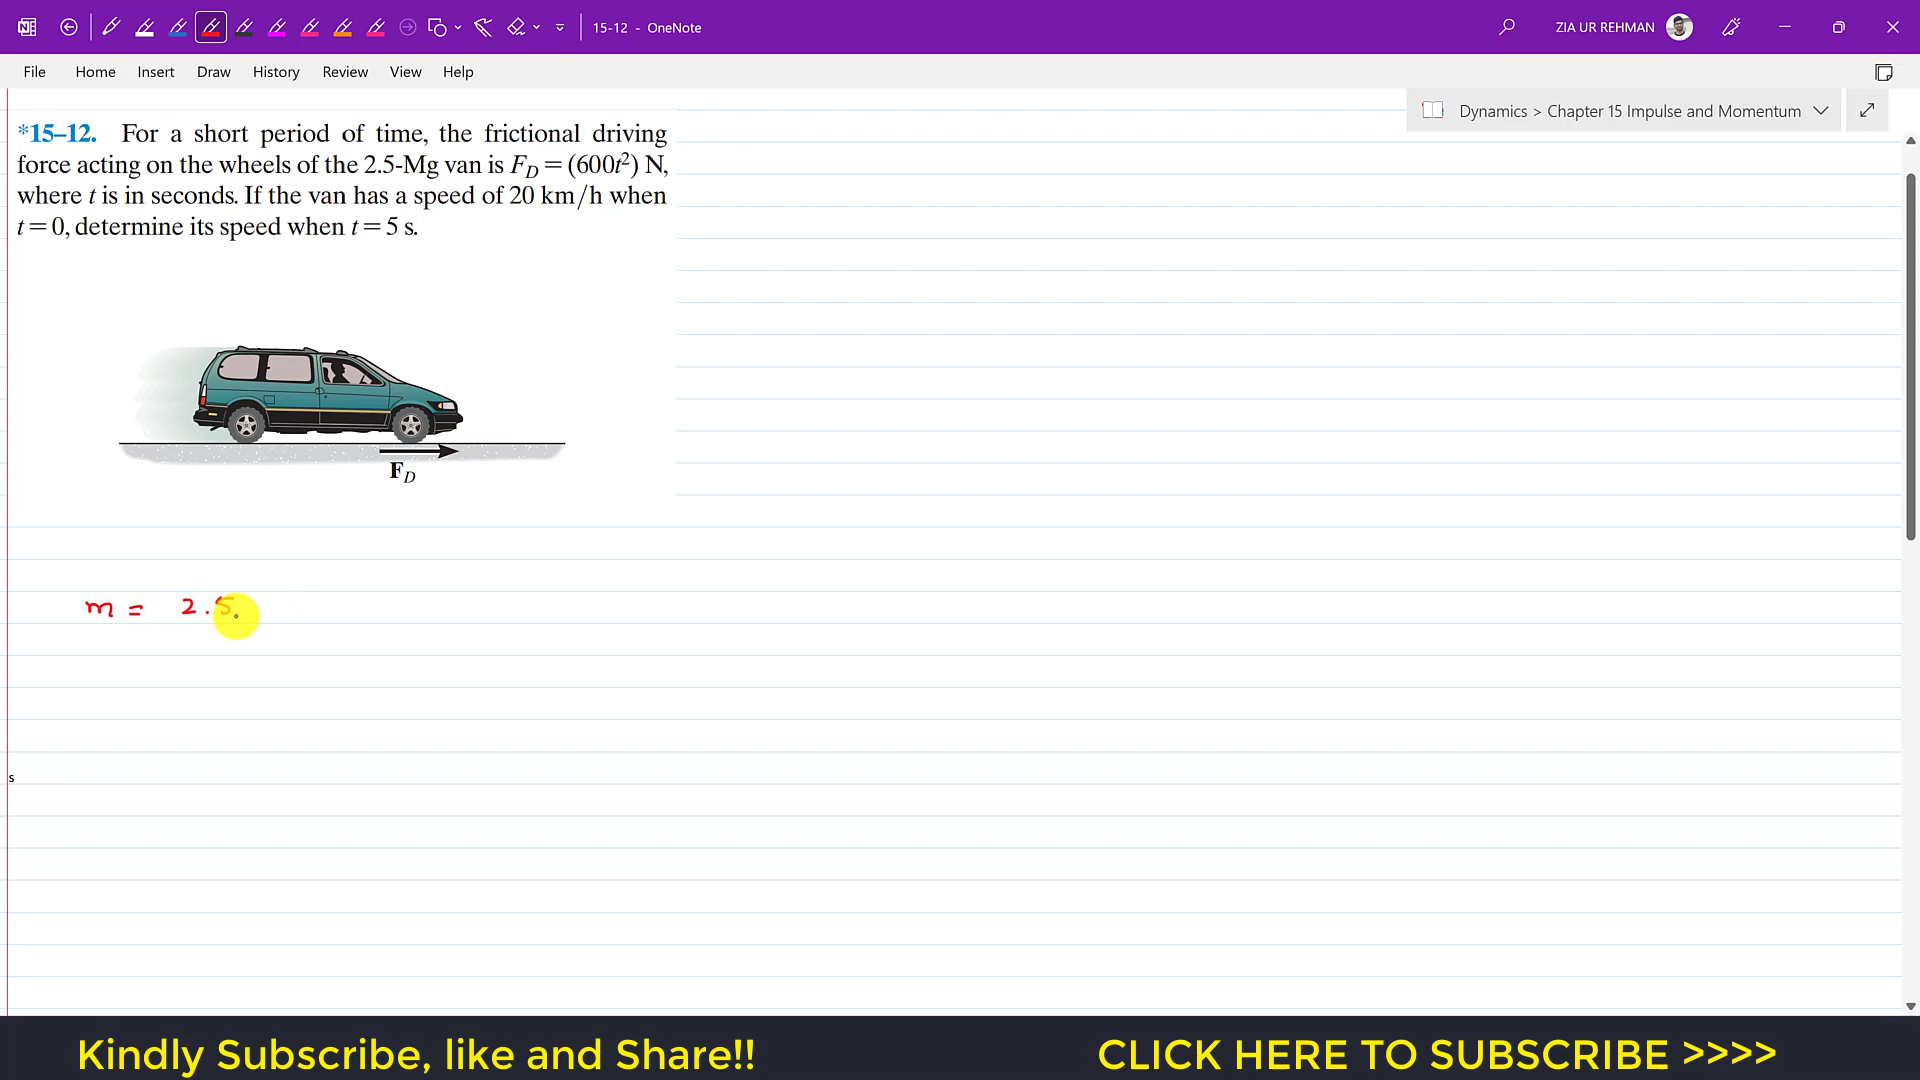 15-12 - OneNote
ZIA UR REHMAN
File Home Insert Draw History Review View Help
Dynamics > Chapter 15 Impulse and Momentum
*15–12. For a short period of time, the frictional driving
force acting on the wheels of the 2.5-Mg van is F_D = (600t²) N,
where t is in seconds. If the van has a speed of 20 km/h when
t = 0, determine its speed when t = 5 s.
F_D
m = 2.5
s
Kindly Subscribe, like and Share!!
CLICK HERE TO SUBSCRIBE >>>>